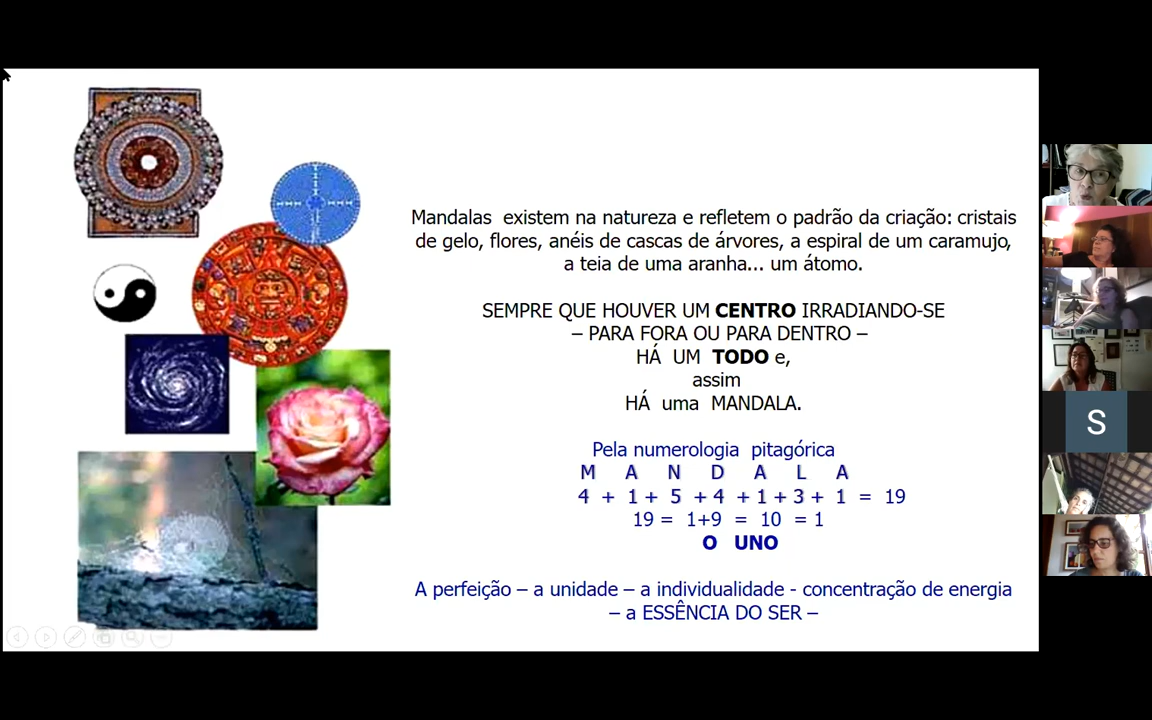 Mandalas existem na natureza e refletem o padrão da criação: cristais
de gelo, flores, anéis de cascas de árvores, a espiral de um caramujo,
a teia de uma aranha... um átomo.
SEMPRE QUE HOUVER UM CENTRO IRRADIANDO-SE
– PARA FORA OU PARA DENTRO –
HÁ UM TODO e,
assim
HÁ uma MANDALA.
Pela numerologia pitagórica
M A N D A L A
4 + 1 + 5 + 4 + 1 + 3 + 1 = 19
19 = 1+9 = 10 = 1
O UNO
A perfeição – a unidade – a individualidade - concentração de energia
– a ESSÊNCIA DO SER –
S